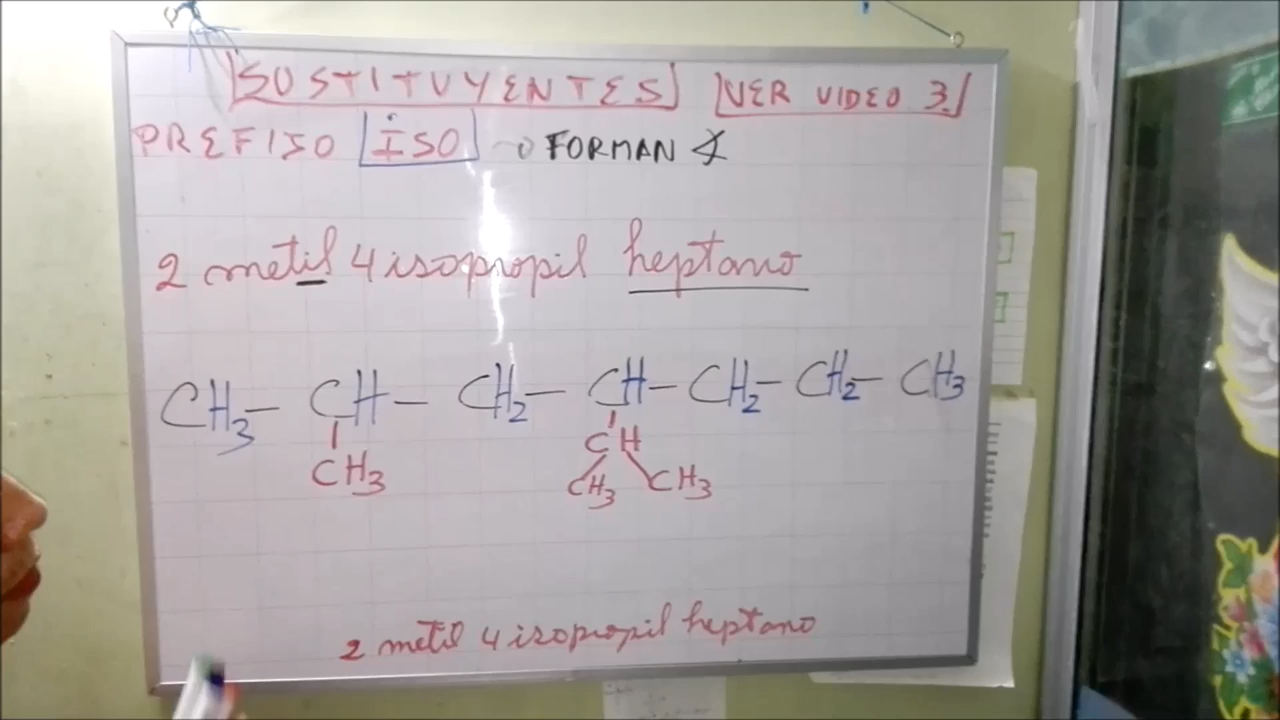 SUSTITUYENTES VER VIDEO 3.
PREFIJO ISO → FORMAN ∢
2 metil 4 isopropil heptano
CH3 – CH – CH2 – CH – CH2 – CH2 – CH3
CH3 CH
CH3 CH3
2 metil 4 isopropil heptano